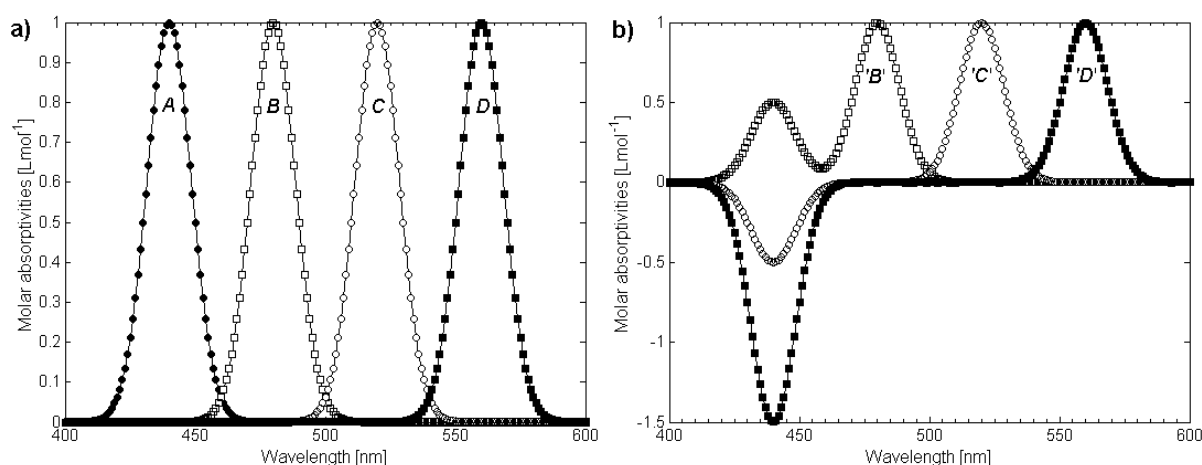 a)
Molar absorptivities [Lmol⁻¹]
1
0.9
0.8
0.7
0.6
0.5
0.4
0.3
0.2
0.1
0
A
B
C
D
400
450
500
550
600
Wavelength [nm]
b)
Molar absorptivities [Lmol⁻¹]
1
0.5
0
-0.5
-1
-1.5
'B'
'C'
'D'
400
450
500
550
600
Wavelength [nm]